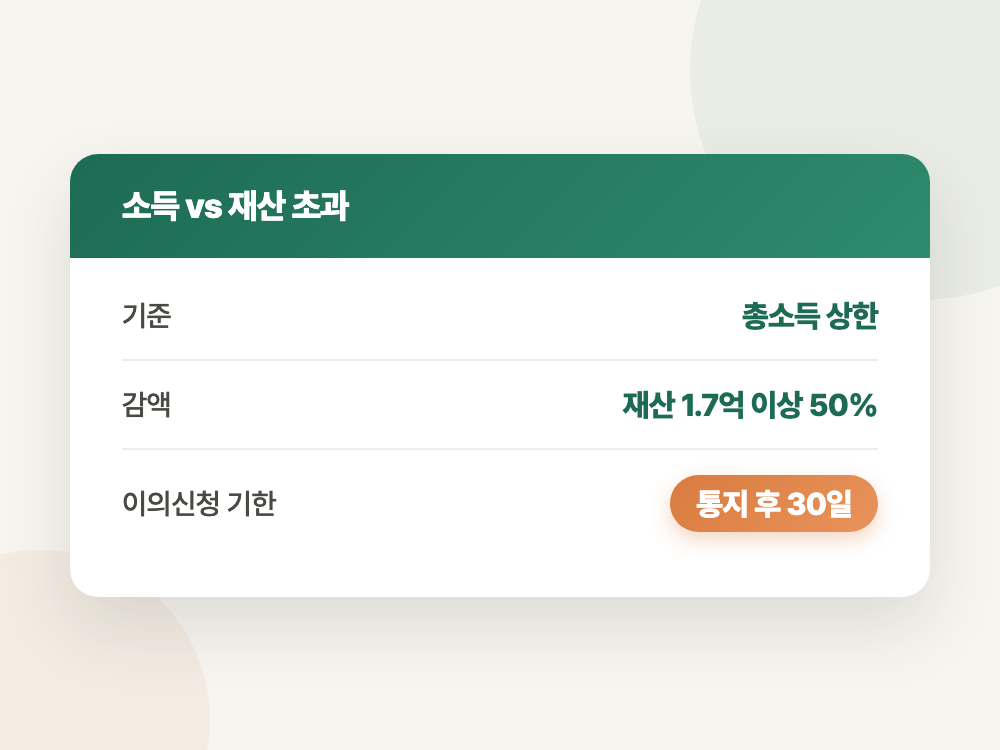 소득 vs 재산 초과
기준 총소득 상한
감액 재산 1.7억 이상 50%
이의신청 기한 통지 후 30일